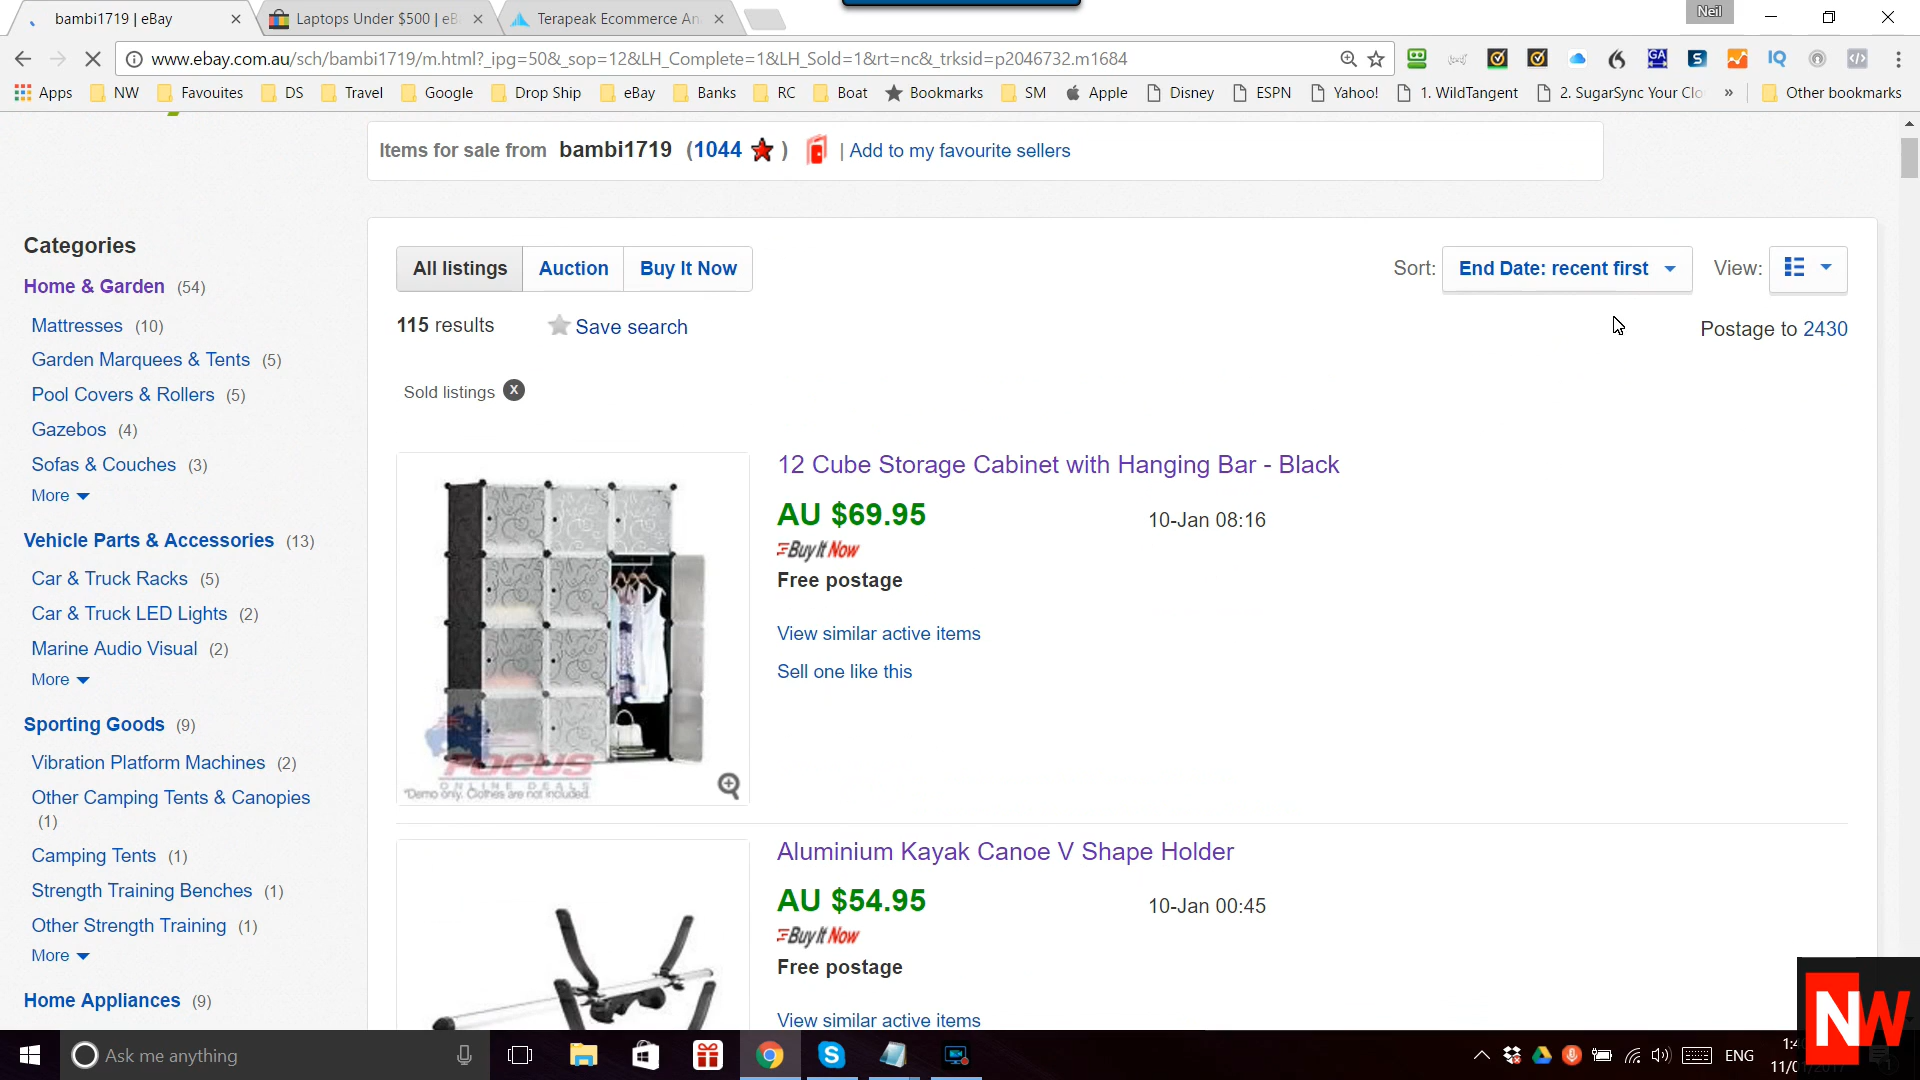 bambi1719 | eBay
Laptops Under $500 | eB
Terapeak Ecommerce An
Neil
www.ebay.com.au/sch/bambi1719/m.html?_ipg=50&_sop=12&LH_Complete=1&LH_Sold=1&rt=nc&_trksid=p2046732.m1684
Apps NW Favouites DS Travel Google Drop Ship eBay Banks RC Boat Bookmarks SM Apple Disney ESPN Yahoo! 1. WildTangent 2. SugarSync Your Clo » Other bookmarks
Items for sale from bambi1719 (1044 ) | Add to my favourite sellers
Categories
Home & Garden (54)
Mattresses (10)
Garden Marquees & Tents (5)
Pool Covers & Rollers (5)
Gazebos (4)
Sofas & Couches (3)
More
Vehicle Parts & Accessories (13)
Car & Truck Racks (5)
Car & Truck LED Lights (2)
Marine Audio Visual (2)
More
Sporting Goods (9)
Vibration Platform Machines (2)
Other Camping Tents & Canopies
(1)
Camping Tents (1)
Strength Training Benches (1)
Other Strength Training (1)
More
Home Appliances (9)
All listings Auction Buy It Now
Sort: End Date: recent first View:
115 results Save search
Postage to 2430
Sold listings X
12 Cube Storage Cabinet with Hanging Bar - Black
AU $69.95 10-Jan 08:16
Buy It Now
Free postage
View similar active items
Sell one like this
FOCUS
ONLINE DEALS
*Demo only. Clothes are not included.
Aluminium Kayak Canoe V Shape Holder
AU $54.95 10-Jan 00:45
Buy It Now
Free postage
View similar active items
NW
Ask me anything
ENG